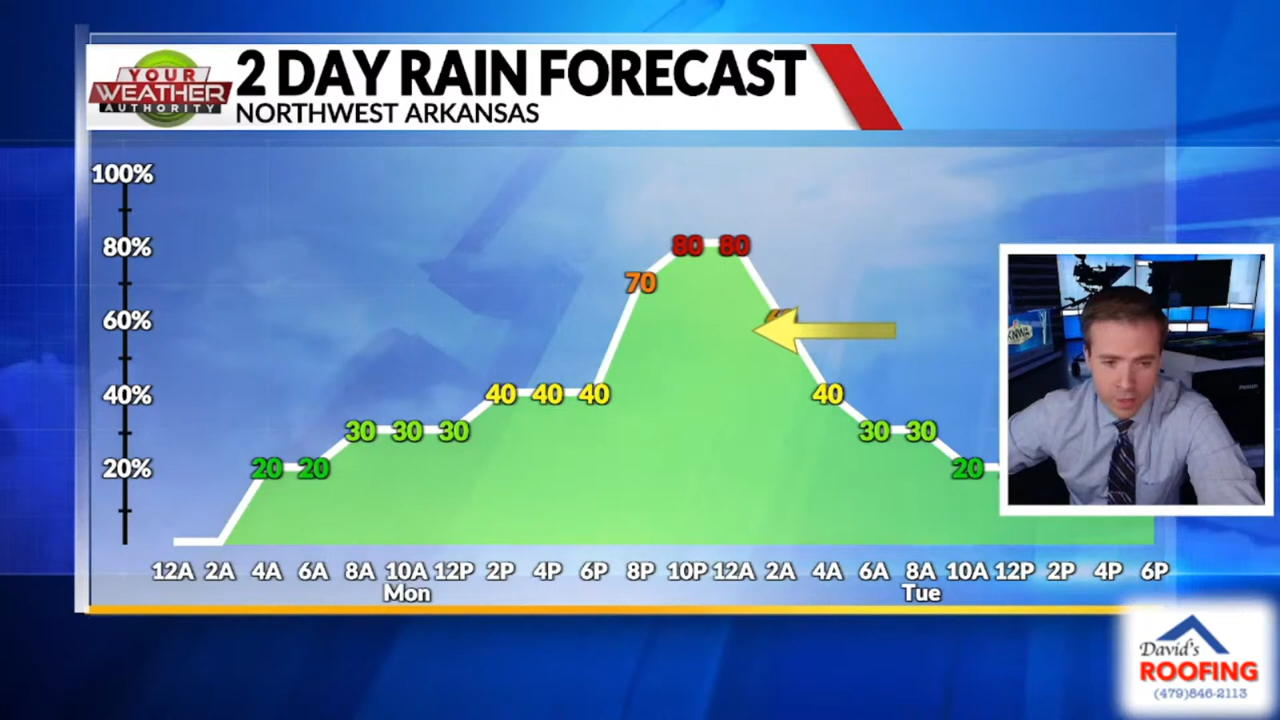 YOUR
WEATHER
AUTHORITY
2 DAY RAIN FORECAST
NORTHWEST ARKANSAS
100%
80%
60%
40%
20%
20 20 30 30 30 40 40 40 70 80 80 40 30 30 20
12A 2A 4A 6A 8A 10A 12P 2P 4P 6P 8P 10P 12A 2A 4A 6A 8A 10A 12P 2P 4P 6P
Mon Tue
KNWA
David's
ROOFING
(479)846-2113